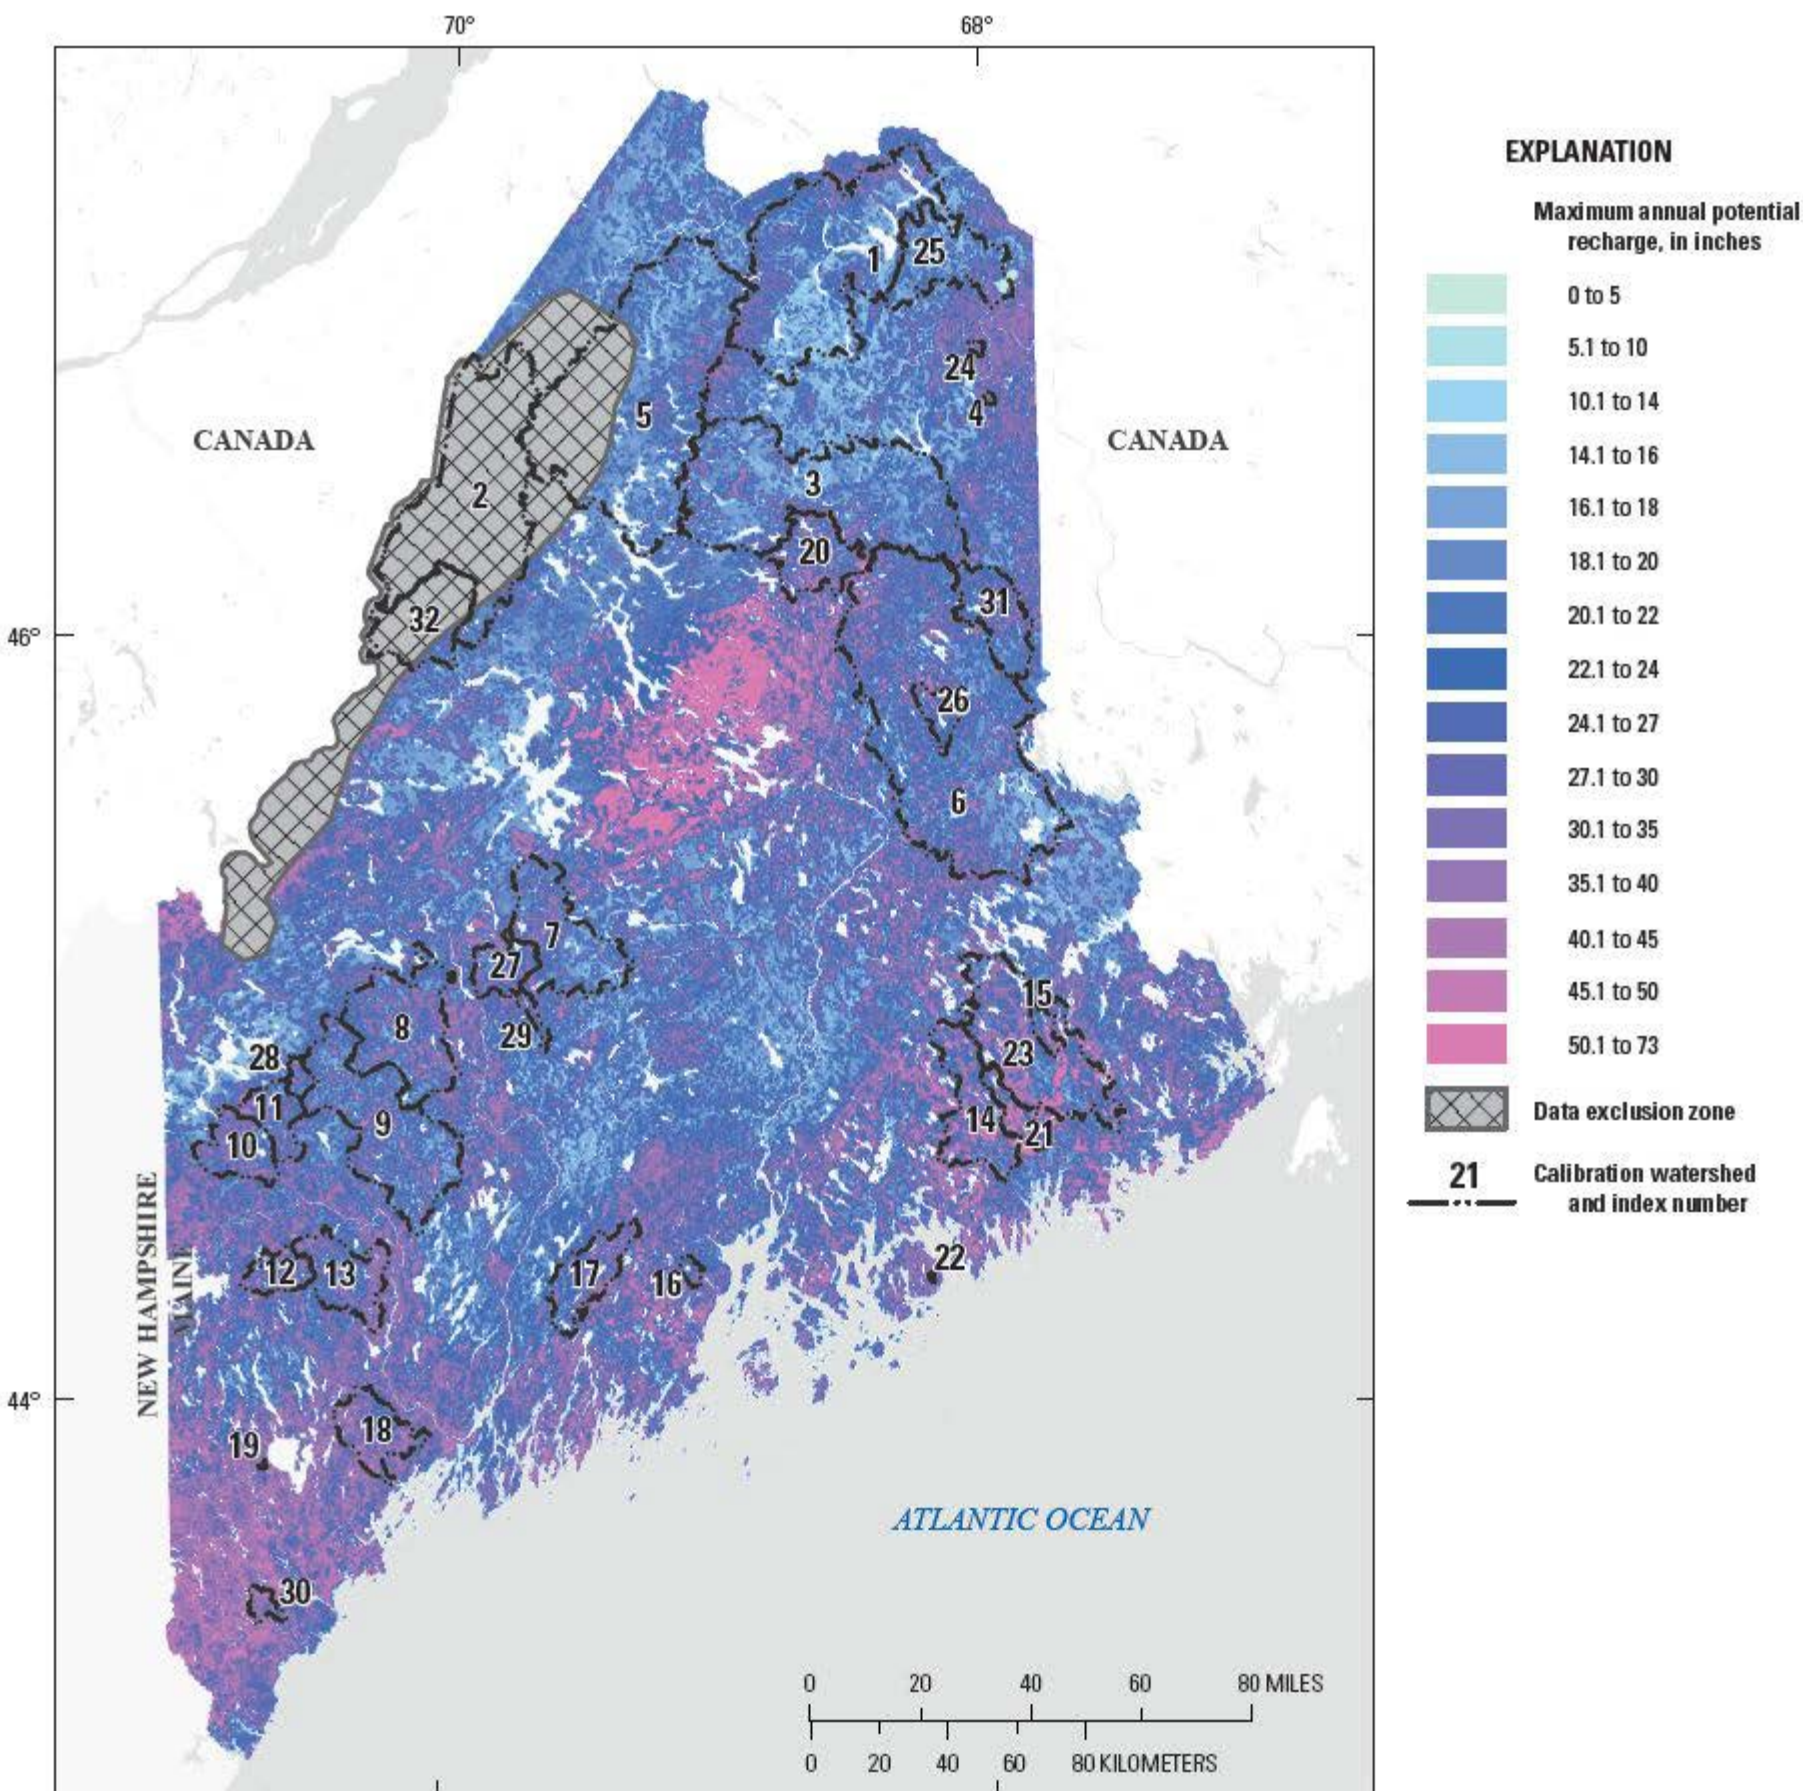 70°
68°
1
25
24
4
CANADA
5
CANADA
3
2
20
31
32
46°
26
6
7
27
15
8
29
23
28
11
9
14
21
10
22
12
13
17
16
NEW HAMPSHIRE
MAINE
44°
18
19
ATLANTIC OCEAN
30
0 20 40 60 80 MILES
0 20 40 60 80 KILOMETERS
EXPLANATION
Maximum annual potential
recharge, in inches
0 to 5
5.1 to 10
10.1 to 14
14.1 to 16
16.1 to 18
18.1 to 20
20.1 to 22
22.1 to 24
24.1 to 27
27.1 to 30
30.1 to 35
35.1 to 40
40.1 to 45
45.1 to 50
50.1 to 73
Data exclusion zone
21 Calibration watershed
and index number